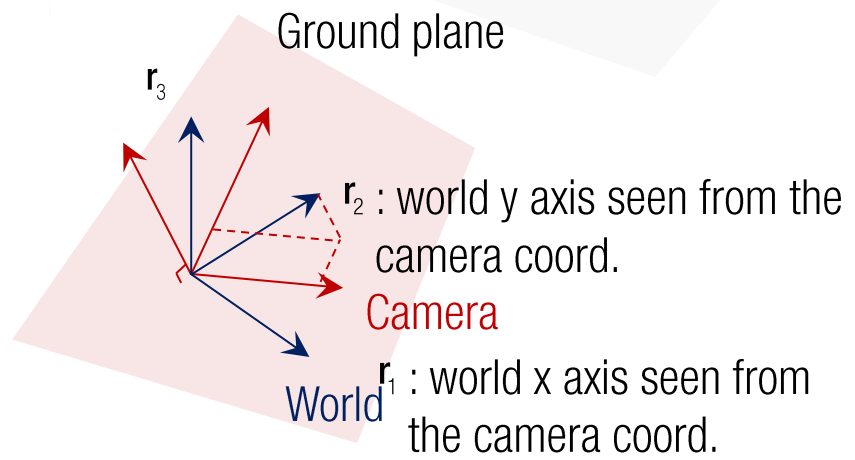 Ground plane
r3
r2 : world y axis seen from the
camera coord.
Camera
r1 : world x axis seen from
World
the camera coord.